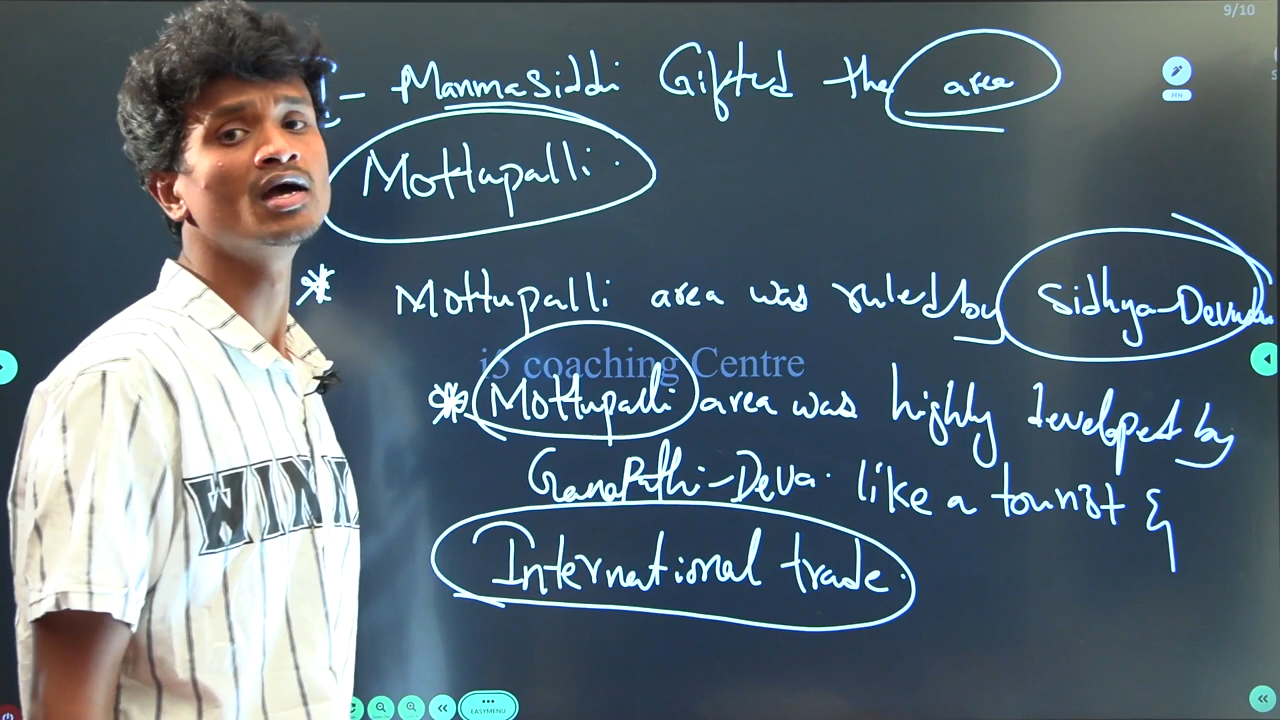 9/10
! - Manmasiddi Gifted the area
Mottupalli.
PEN
* Mottupalli area was ruled by Sidhya-Devudu
i5 coaching Centre
* Mottupalli area was highly developed by
GanaPathi-Deva. like a tourist &
International trade.
WINN
EASYMENU